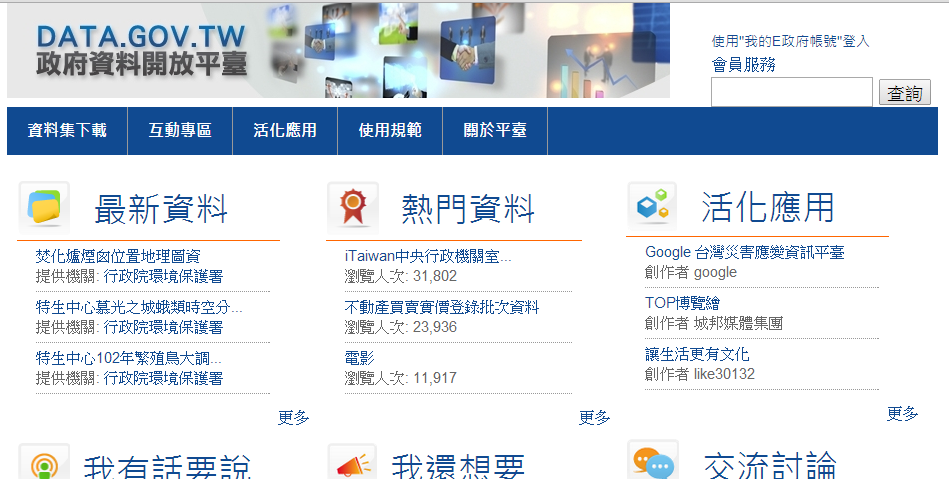 DATA.GOV.TW
政府資料開放平臺
使用"我的E政府帳號"登入
會員服務
查詢
資料集下載 互動專區 活化應用 使用規範 關於平臺
最新資料
焚化爐煙囪位置地理圖資
提供機關: 行政院環境保護署
特生中心慕光之城蛾類時空分...
提供機關: 行政院環境保護署
特生中心102年繁殖鳥大調...
提供機關: 行政院環境保護署
更多
熱門資料
iTaiwan中央行政機關室...
瀏覽人次: 31,802
不動產買賣實價登錄批次資料
瀏覽人次: 23,936
電影
瀏覽人次: 11,917
更多
活化應用
Google 台灣災害應變資訊平臺
創作者 google
TOP博覽繪
創作者 城邦媒體集團
讓生活更有文化
創作者 like30132
更多
我有話要說
我還想要
交流討論